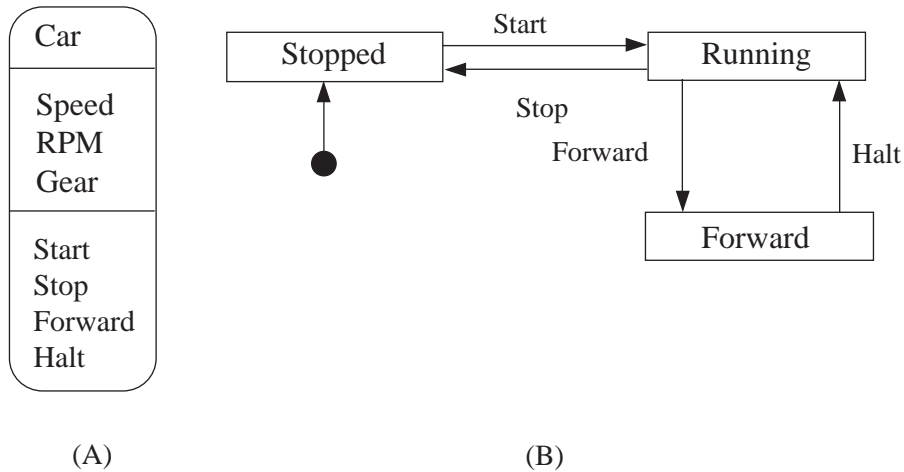 Car
Speed
RPM
Gear
Start
Stop
Forward
Halt
(A)
Start
Stopped
Running
Stop
Forward
Halt
Forward
(B)